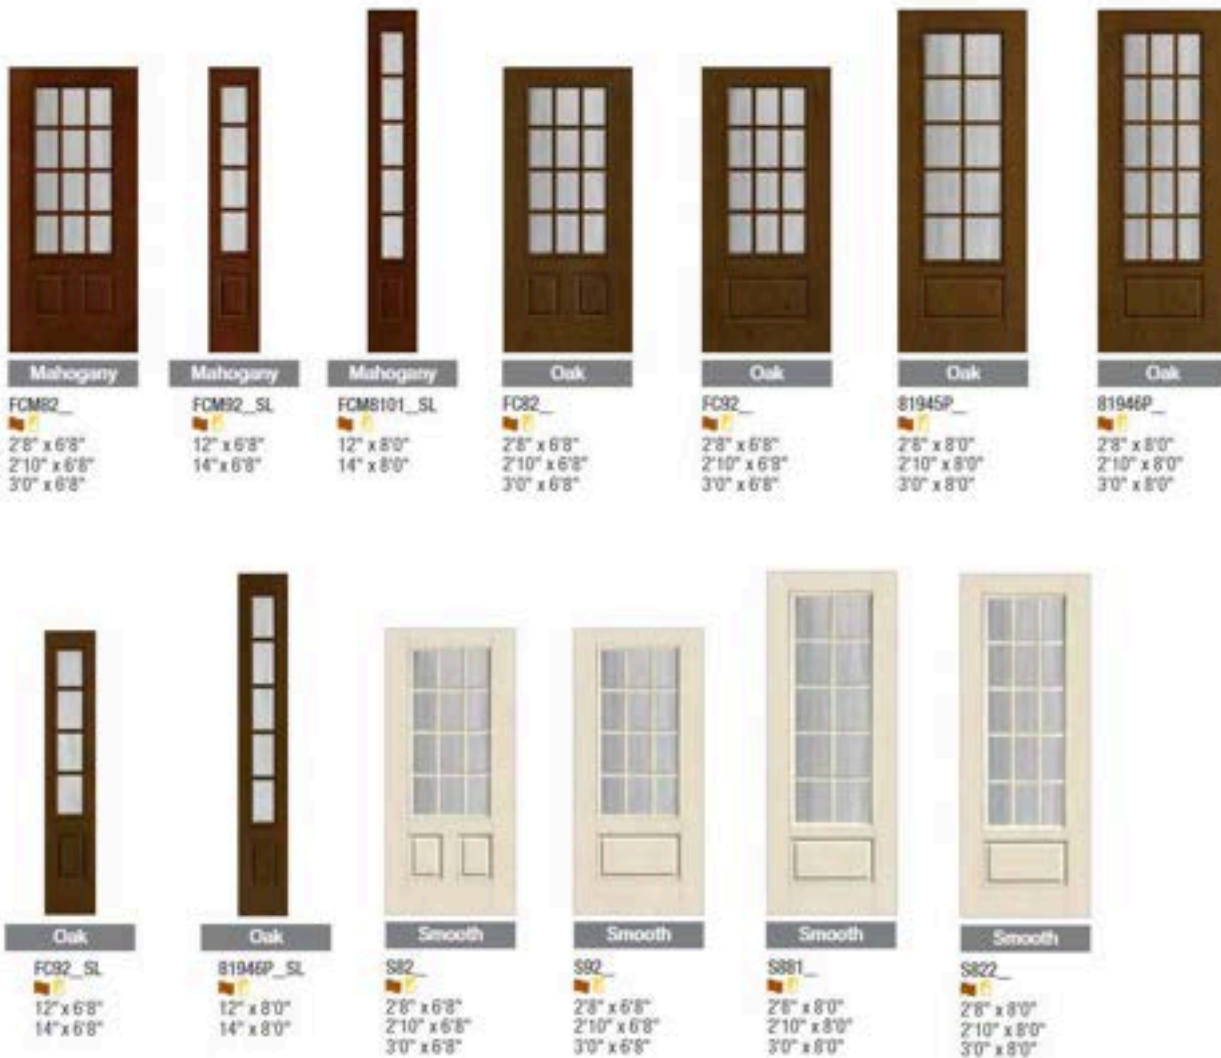 Mahogany
FCM82_
2'8" x 6'8"
2'10" x 6'8"
3'0" x 6'8"
Mahogany
FCM92_SL
12" x 6'8"
14" x 6'8"
Mahogany
FCM8101_SL
12" x 8'0"
14" x 8'0"
Oak
FC82_
2'8" x 6'8"
2'10" x 6'8"
3'0" x 6'8"
Oak
FC92_
2'8" x 6'8"
2'10" x 6'8"
3'0" x 6'8"
Oak
81945P_
2'8" x 8'0"
2'10" x 8'0"
3'0" x 8'0"
Oak
81946P_
2'8" x 8'0"
2'10" x 8'0"
3'0" x 8'0"
Oak
FC92_SL
12" x 6'8"
14" x 6'8"
Oak
81946P_SL
12" x 8'0"
14" x 8'0"
Smooth
S82_
2'8" x 6'8"
2'10" x 6'8"
3'0" x 6'8"
Smooth
S92_
2'8" x 6'8"
2'10" x 6'8"
3'0" x 6'8"
Smooth
S881_
2'8" x 8'0"
2'10" x 8'0"
3'0" x 8'0"
Smooth
S822_
2'8" x 8'0"
2'10" x 8'0"
3'0" x 8'0"